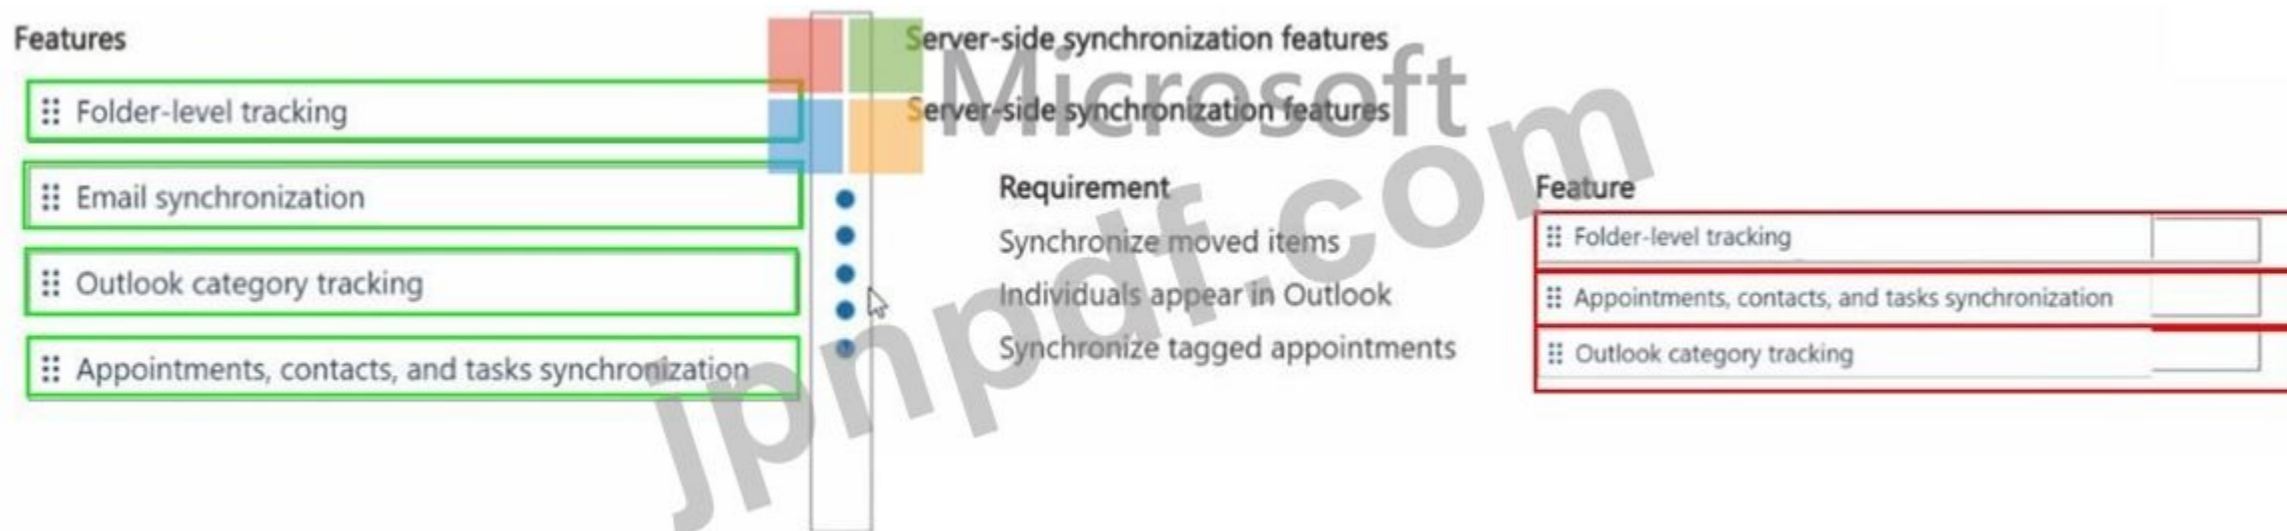 Features
Folder-level tracking
Email synchronization
Outlook category tracking
Appointments, contacts, and tasks synchronization
Microsoft
jpnpdf.com
Server-side synchronization features
Server-side synchronization features
Requirement
Feature
Synchronize moved items
Folder-level tracking
Individuals appear in Outlook
Appointments, contacts, and tasks synchronization
Synchronize tagged appointments
Outlook category tracking